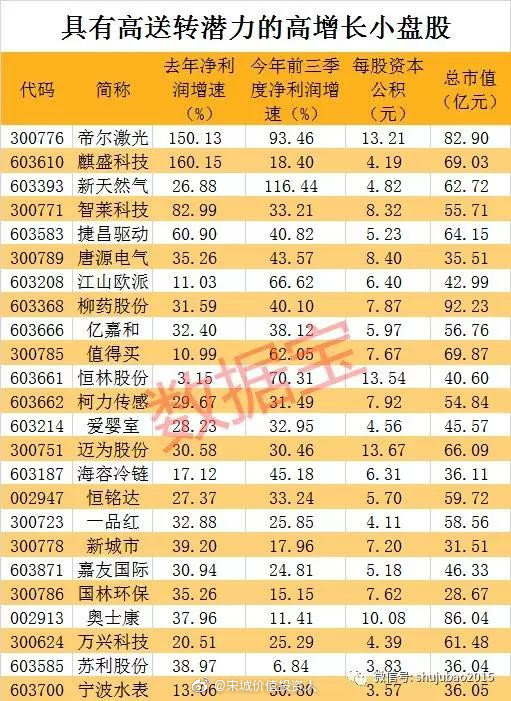 具有高送转潜力的高增长小盘股
代码 简称 去年净利润增速(%) 今年前三季度净利润增速(%) 每股资本公积(元) 总市值(亿元)
300776 帝尔激光 150.13 93.46 13.21 82.90
603610 麒盛科技 160.15 18.40 4.19 69.03
603393 新天然气 26.88 116.44 4.82 62.72
300771 智莱科技 82.99 33.21 8.32 55.71
603583 捷昌驱动 60.90 40.82 5.23 64.15
300789 唐源电气 35.26 43.57 8.40 35.51
603208 江山欧派 11.03 66.62 6.40 42.99
603368 柳药股份 31.59 40.10 7.87 92.23
603666 亿嘉和 32.40 38.12 5.97 56.76
300785 值得买 10.99 62.05 7.67 69.87
603661 恒林股份 3.15 70.31 13.54 40.60
603662 柯力传感 29.67 31.49 7.92 54.84
603214 爱婴室 28.23 32.95 4.56 45.57
300751 迈为股份 30.58 30.46 13.67 66.09
603187 海容冷链 17.12 45.18 6.31 36.11
002947 恒铭达 27.37 33.24 5.70 59.72
300723 一品红 32.88 25.85 4.11 58.56
300778 新城市 39.20 17.96 7.20 31.51
603871 嘉友国际 30.94 24.81 5.18 46.33
300786 国林环保 35.26 15.15 7.62 28.67
002913 奥士康 37.96 11.41 10.08 86.04
300624 万兴科技 20.51 25.29 4.39 61.48
603585 苏利股份 38.97 6.84 3.83 36.04
603700 宁波水表 13.06 30.80 3.57 36.05
数据宝
@宋城价值投资人
微信号: shujubao2015